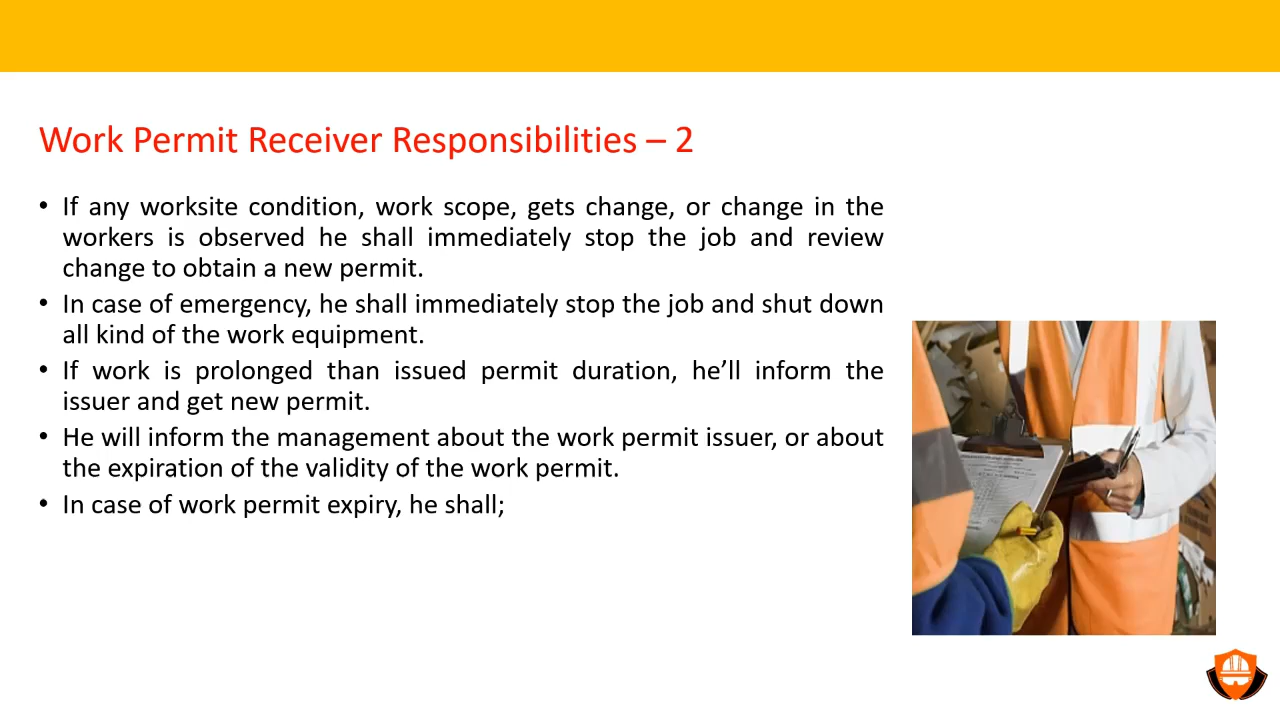 Work Permit Receiver Responsibilities – 2
• If any worksite condition, work scope, gets change, or change in the
workers is observed he shall immediately stop the job and review
change to obtain a new permit.
• In case of emergency, he shall immediately stop the job and shut down
all kind of the work equipment.
• If work is prolonged than issued permit duration, he’ll inform the
issuer and get new permit.
• He will inform the management about the work permit issuer, or about
the expiration of the validity of the work permit.
• In case of work permit expiry, he shall;